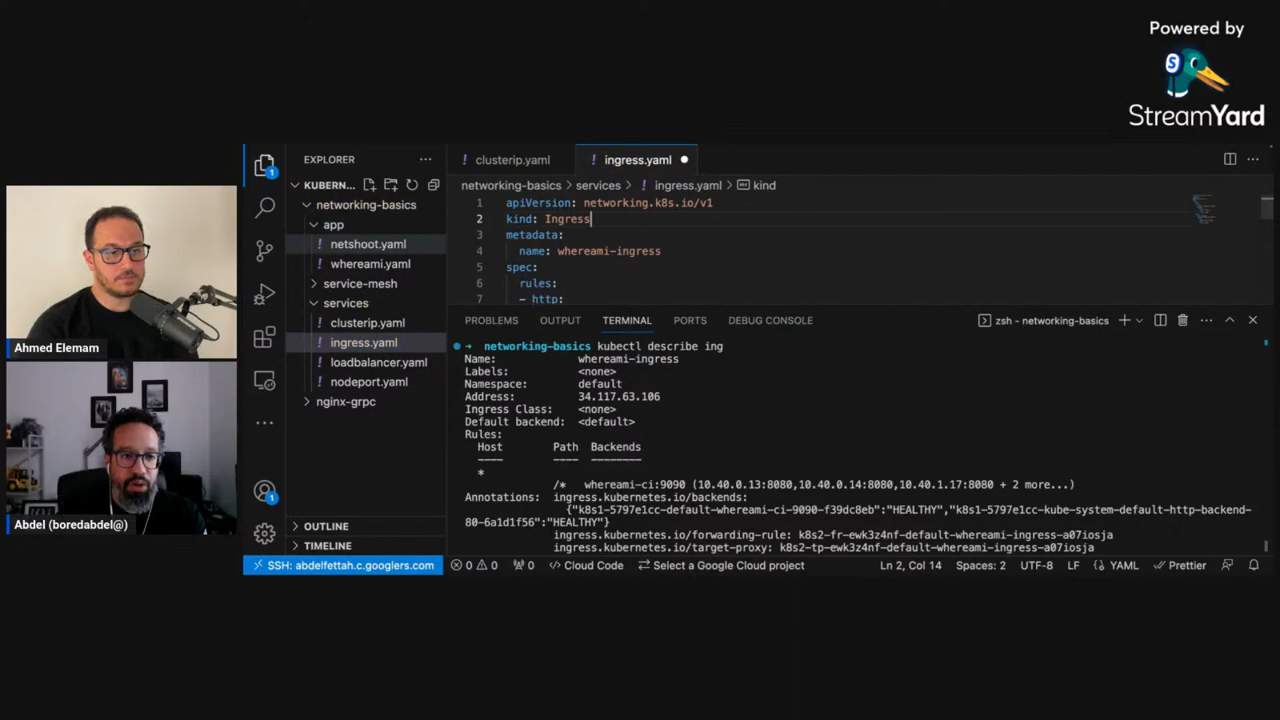 Powered by
S
StreamYard
EXPLORER
clusterip.yaml
ingress.yaml
KUBERN...
networking-basics > services > ingress.yaml > kind
networking-basics
app
netshoot.yaml
whereami.yaml
service-mesh
services
clusterip.yaml
ingress.yaml
loadbalancer.yaml
nodeport.yaml
nginx-grpc
OUTLINE
TIMELINE
1
1
1 apiVersion: networking.k8s.io/v1
2 kind: Ingress
3 metadata:
4 name: whereami-ingress
5 spec:
6 rules:
7 - http:
PROBLEMS OUTPUT TERMINAL PORTS DEBUG CONSOLE
zsh - networking-basics
networking-basics kubectl describe ing
Name: whereami-ingress
Labels: <none>
Namespace: default
Address: 34.117.63.106
Ingress Class: <none>
Default backend: <default>
Rules:
Host Path Backends
---- ---- --------
*
/* whereami-ci:9090 (10.40.0.13:8080,10.40.0.14:8080,10.40.1.17:8080 + 2 more...)
Annotations: ingress.kubernetes.io/backends:
{"k8s1-5797e1cc-default-whereami-ci-9090-f39dc8eb":"HEALTHY","k8s1-5797e1cc-kube-system-default-http-backend-
80-6a1d1f56":"HEALTHY"}
ingress.kubernetes.io/forwarding-rule: k8s2-fr-ewk3z4nf-default-whereami-ingress-a07iosja
ingress.kubernetes.io/target-proxy: k8s2-tp-ewk3z4nf-default-whereami-ingress-a07iosja
SSH: abdelfettah.c.googlers.com
0 0 0 Cloud Code Select a Google Cloud project Ln 2, Col 14 Spaces: 2 UTF-8 LF {} YAML Prettier
Ahmed Elemam
Abdel (boredabdel@)